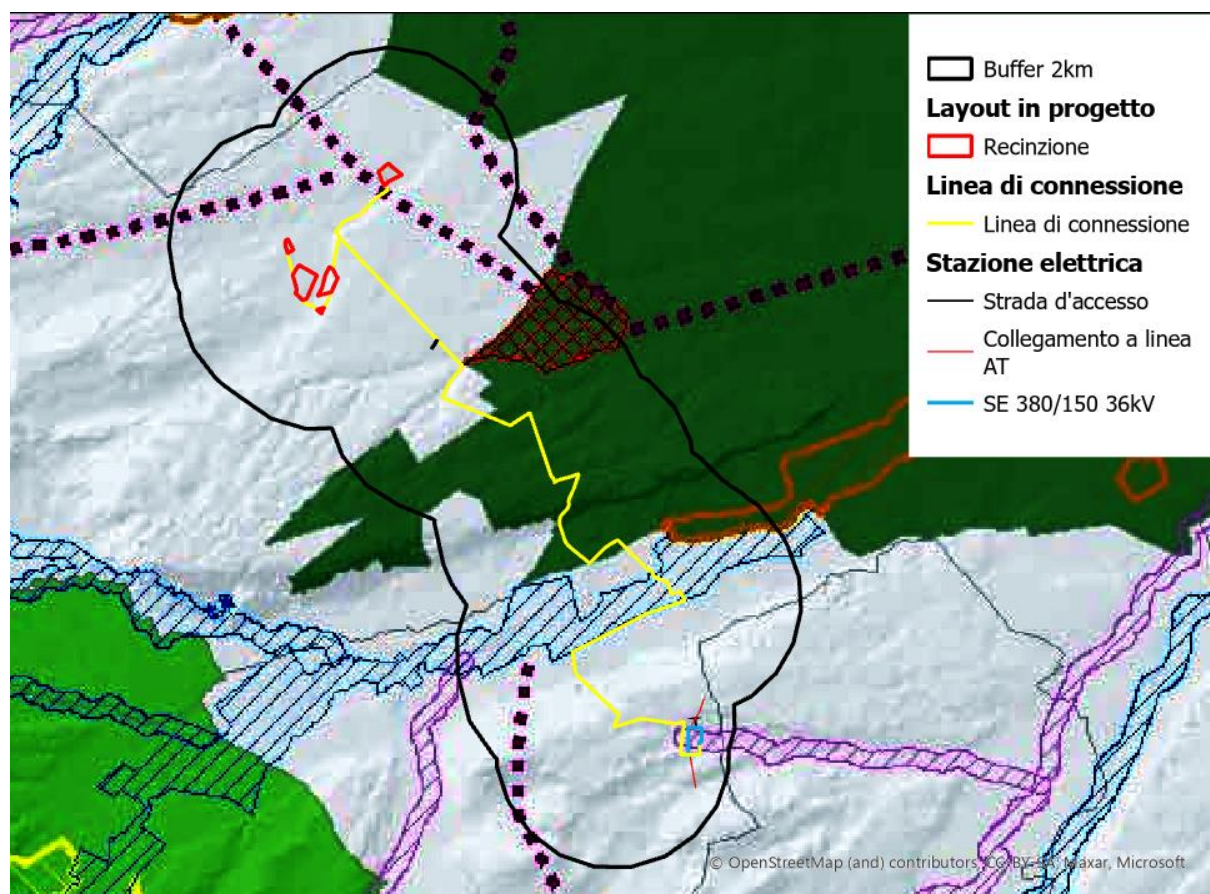 Buffer 2km
Layout in progetto
Recinzione
Linea di connessione
Linea di connessione
Stazione elettrica
Strada d'accesso
Collegamento a linea
AT
SE 380/150 36kV
© OpenStreetMap (and) contributors, CC-BY-SA, Maxar, Microsoft